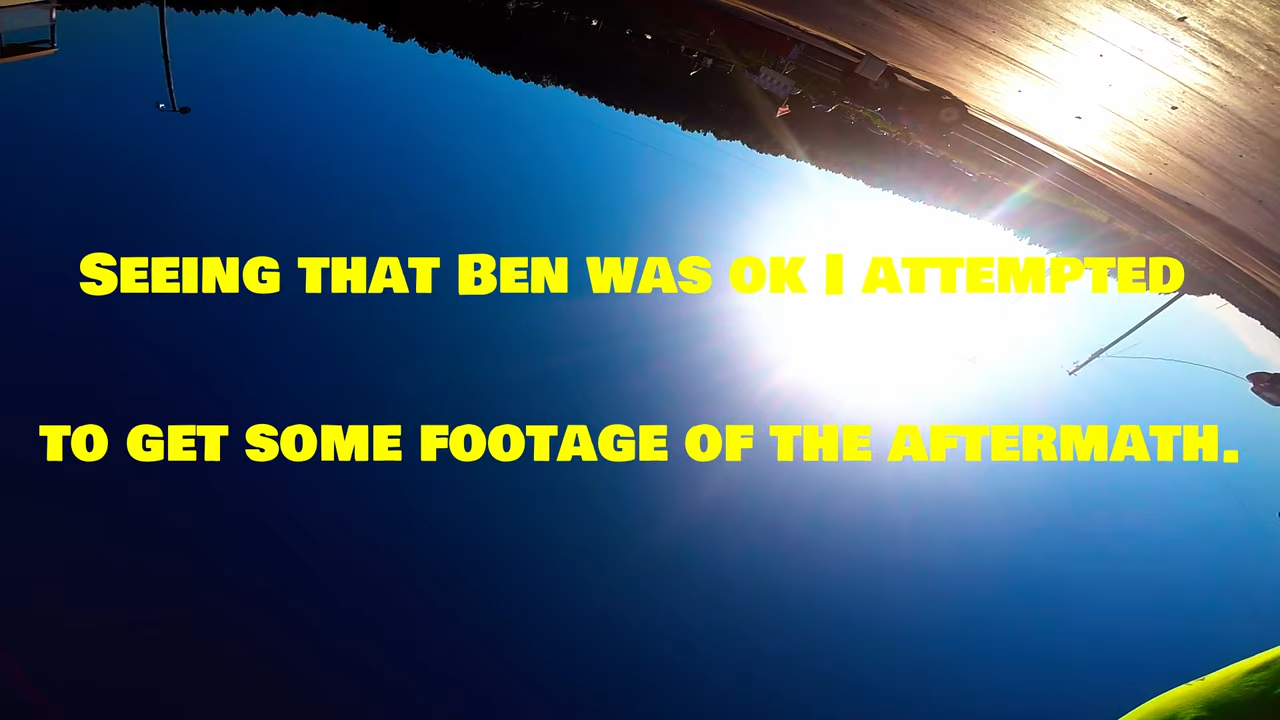 Seeing that Ben was ok I attempted
to get some footage of the aftermath.